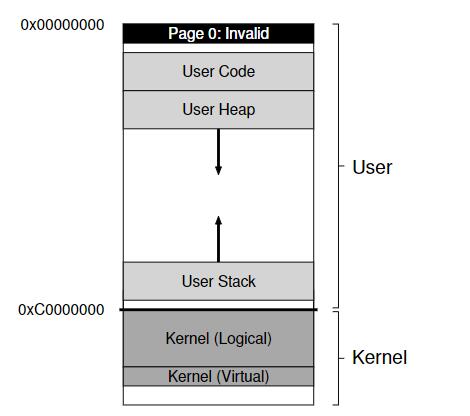 0x00000000
Page 0: Invalid
User Code
User Heap
User
User Stack
0xC0000000
Kernel (Logical)
Kernel
Kernel (Virtual)